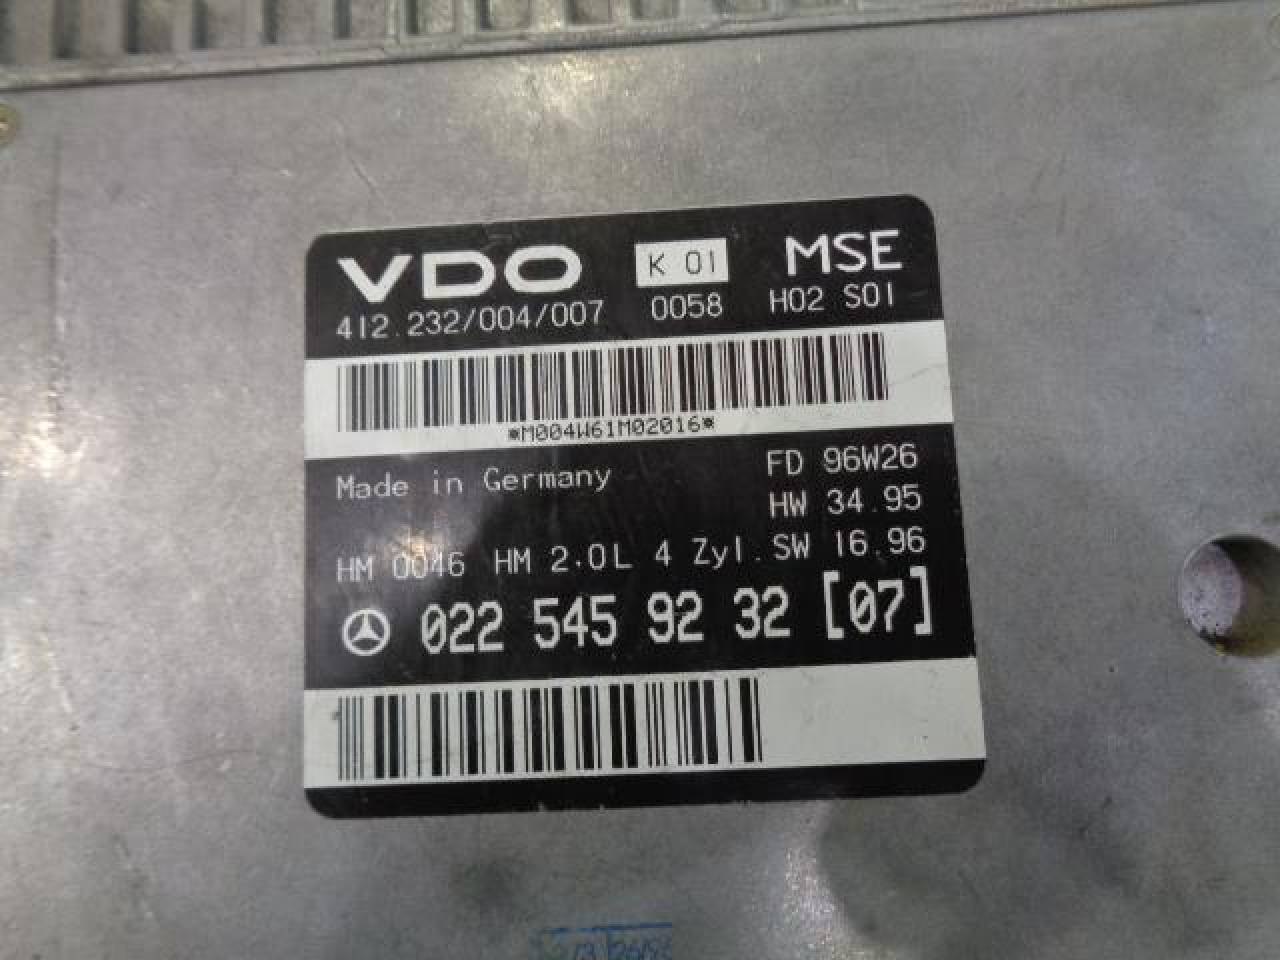 VDO K 01 MSE
412.232/004/007 0058 H02 S01
*M004W61M02016*
Made in Germany FD 96W26
HW 34.95
HM 0046 HM 2.0L 4 Zyl. SW 16.96
022 545 92 32 [07]